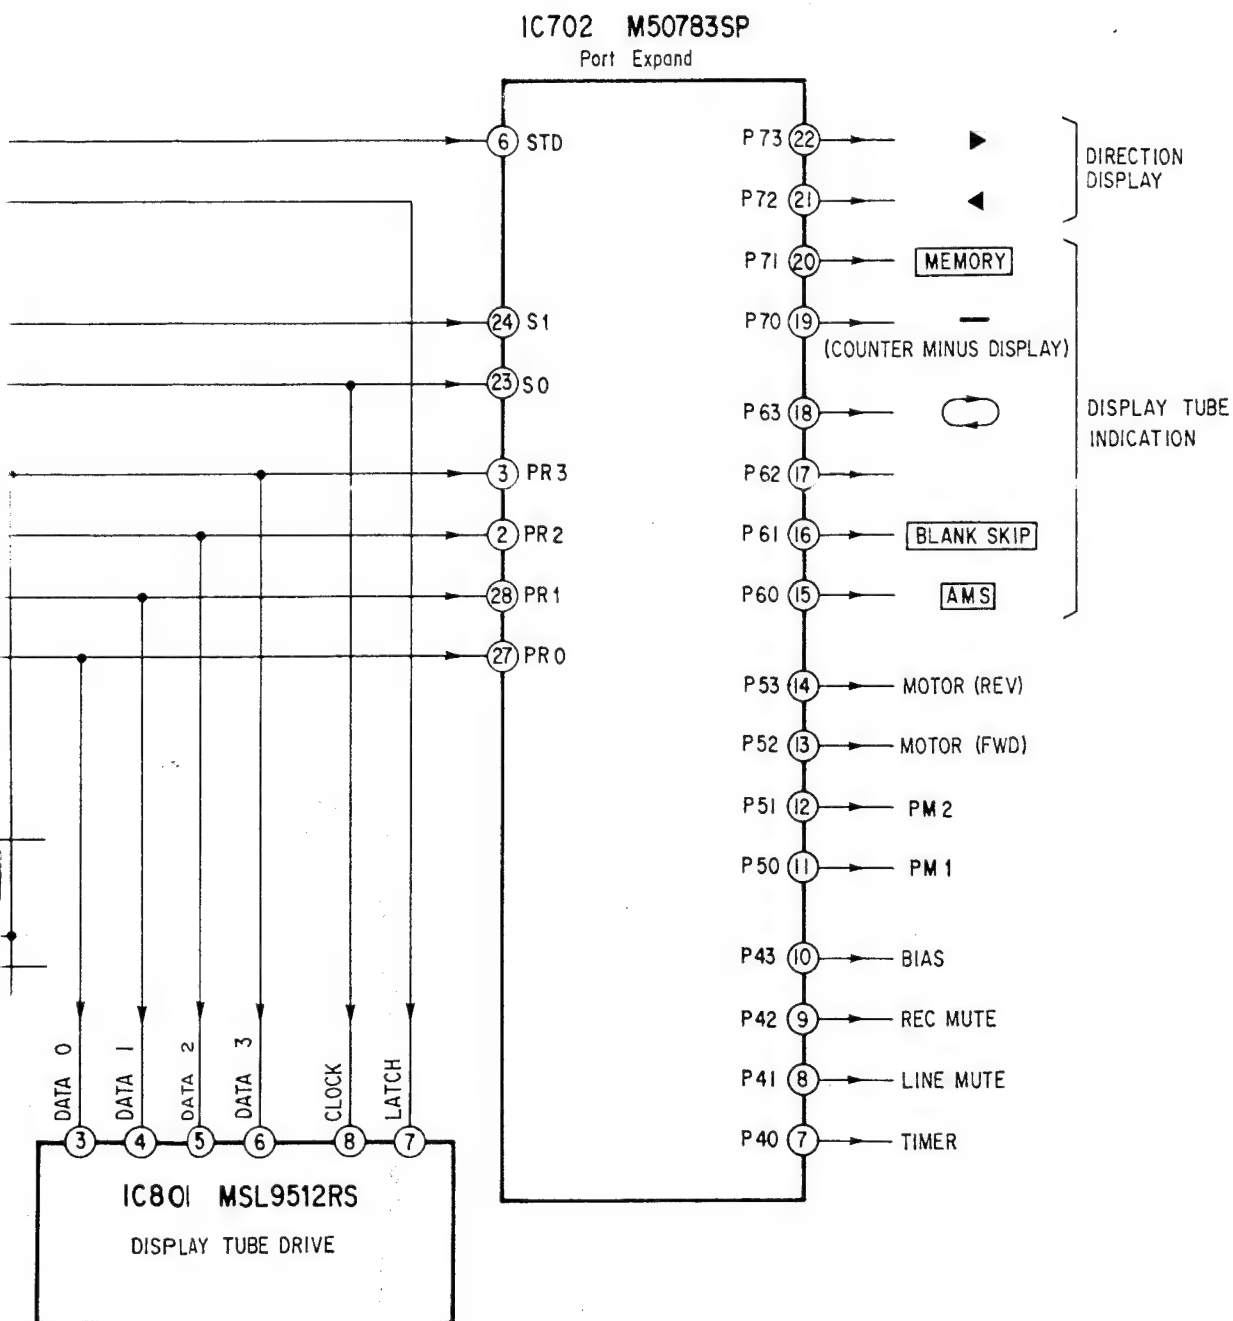 IC702 M50783SP
Port Expand
6 STD
24 S1
23 S0
3 PR3
2 PR2
28 PR1
27 PR0
P73 22
P72 21
P71 20 MEMORY
P70 19
(COUNTER MINUS DISPLAY)
P63 18
P62 17
P61 16 BLANK SKIP
P60 15 AMS
DIRECTION
DISPLAY
DISPLAY TUBE
INDICATION
P53 14 MOTOR (REV)
P52 13 MOTOR (FWD)
P51 12 PM2
P50 11 PM1
P43 10 BIAS
P42 9 REC MUTE
P41 8 LINE MUTE
P40 7 TIMER
DATA 0
DATA 1
DATA 2
DATA 3
CLOCK
LATCH
3 4 5 6 8 7
IC801 MSL9512RS
DISPLAY TUBE DRIVE